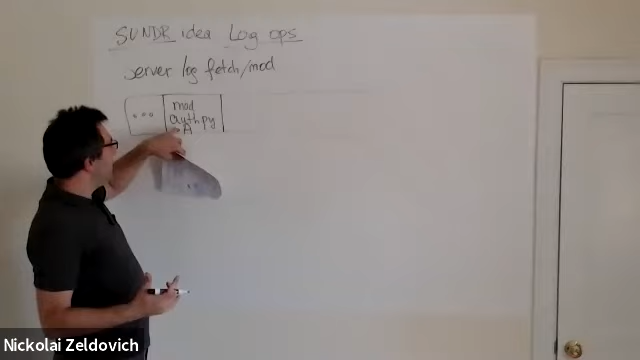 SUNDR idea Log ops
server log fetch/mod
... mod
auth.py
A
Nickolai Zeldovich